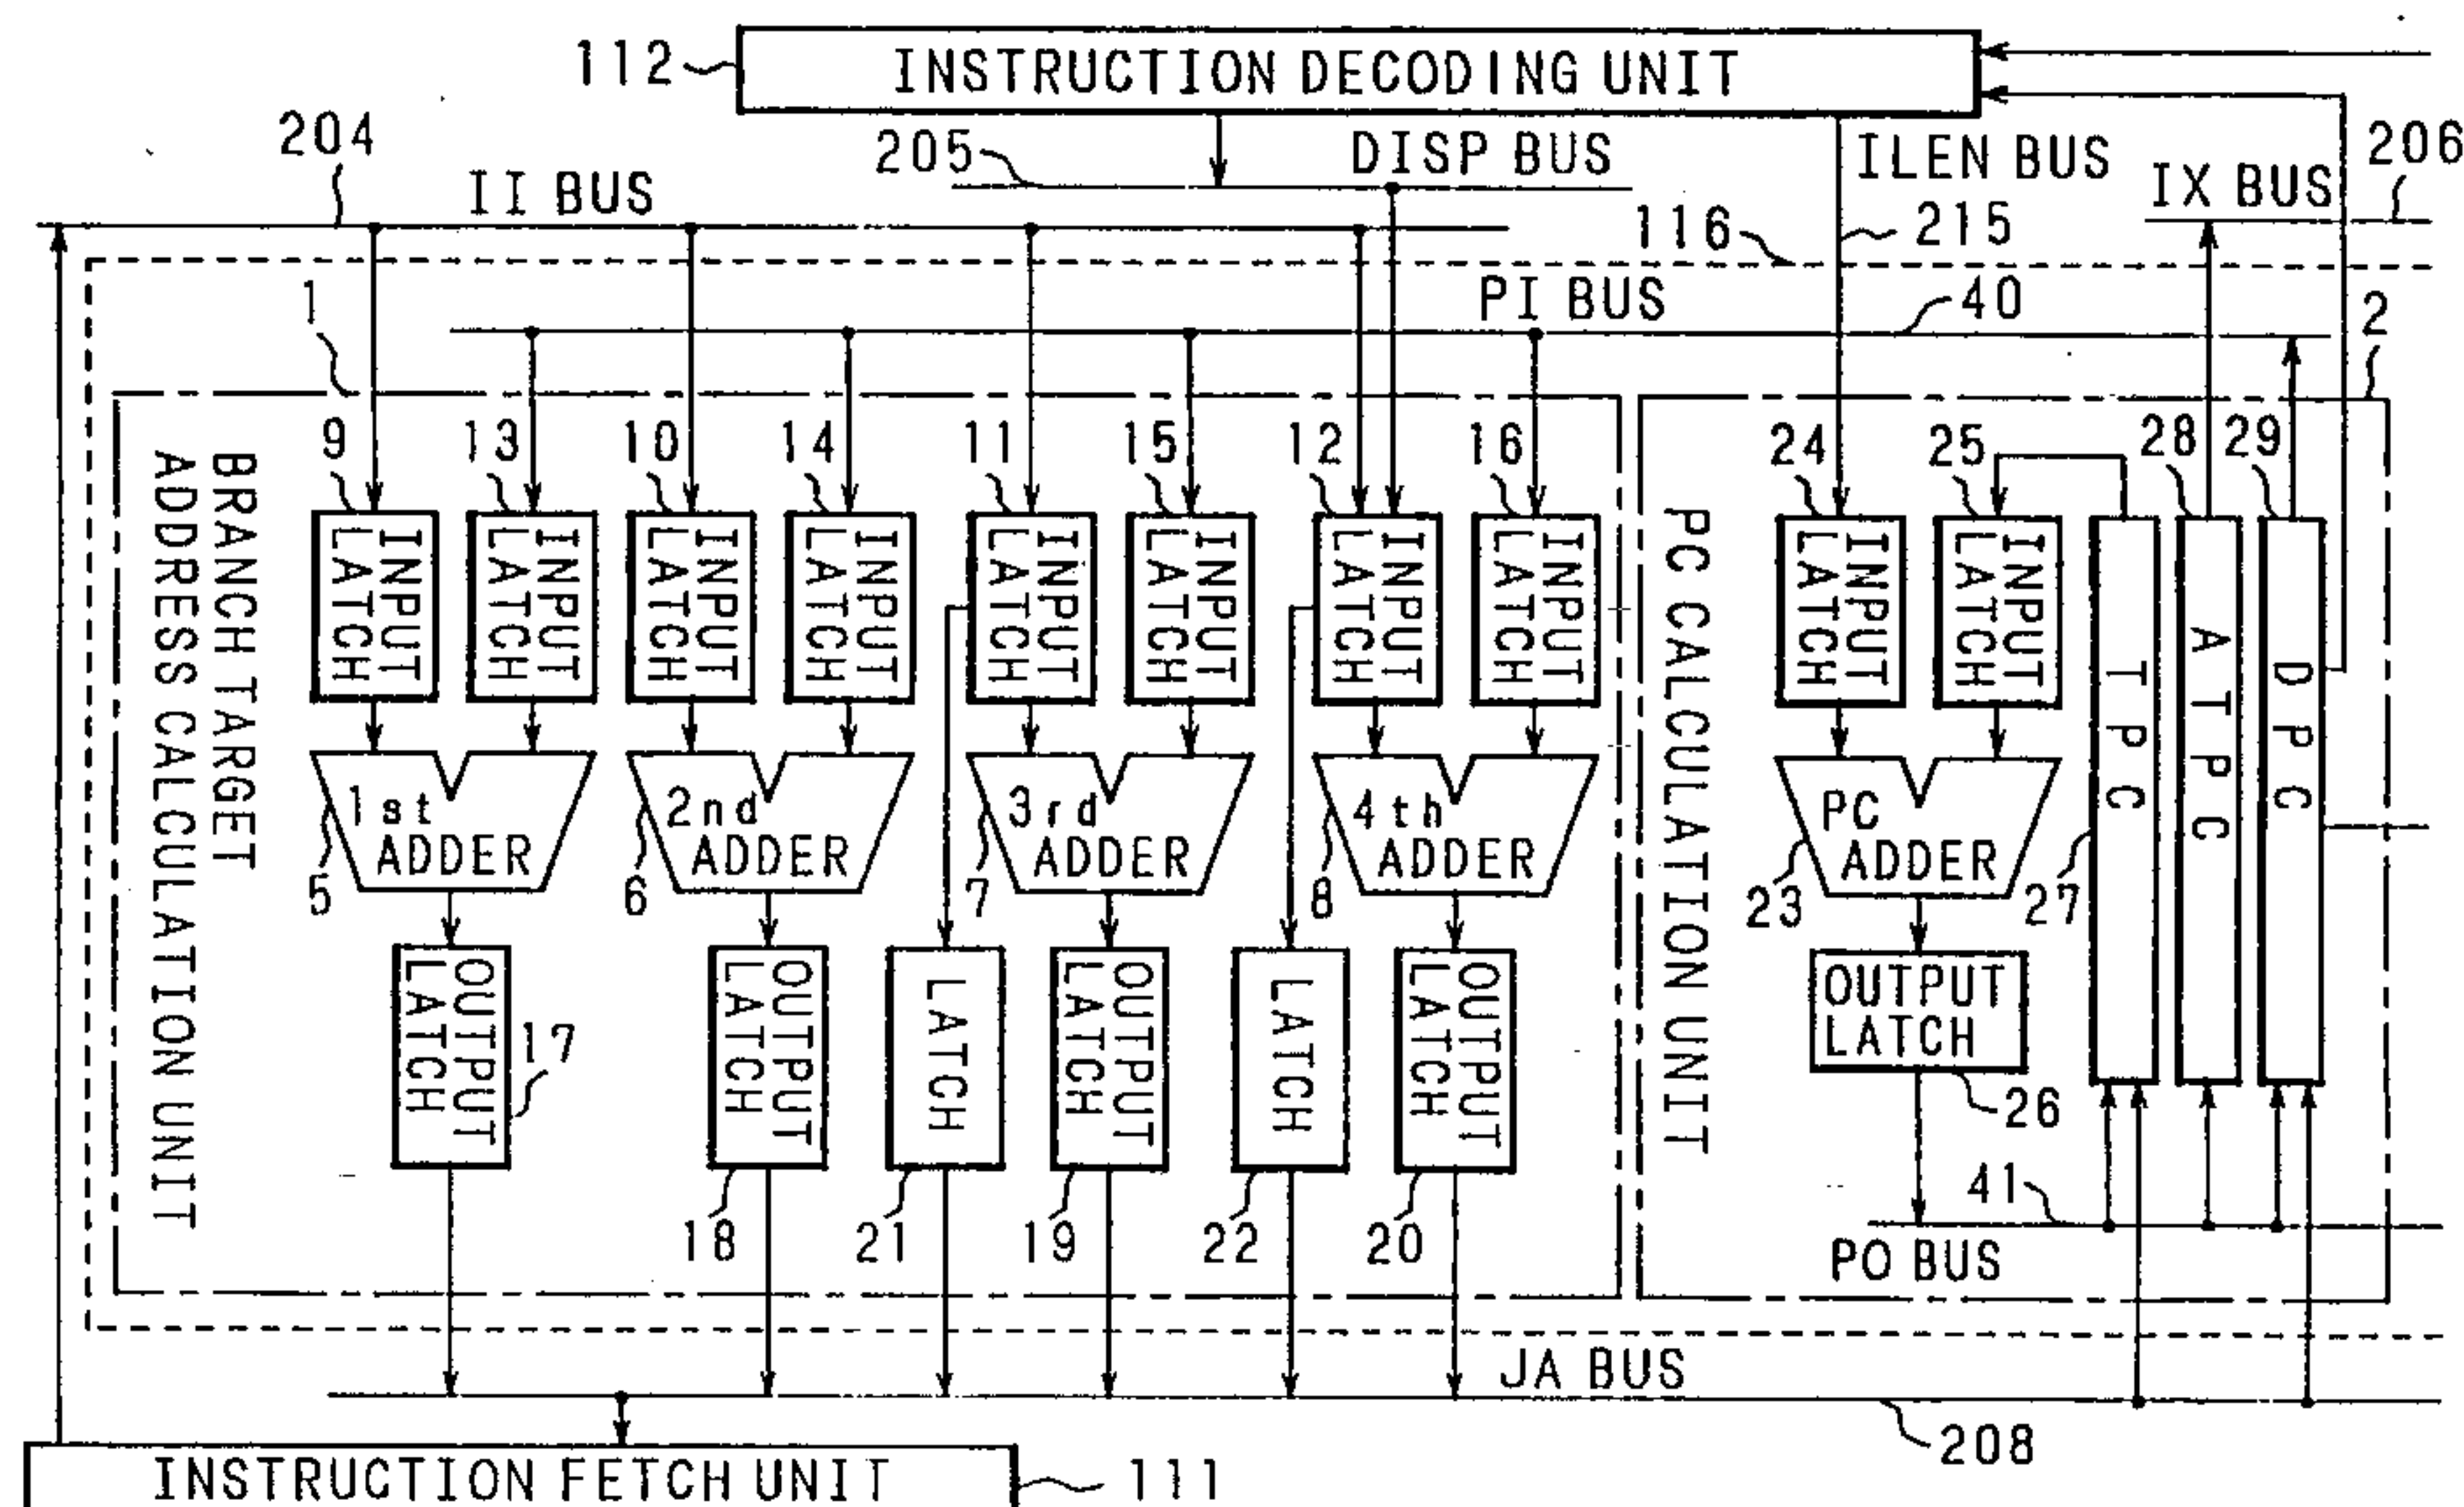 112
INSTRUCTION DECODING UNIT
204
205
DISP BUS
ILEN BUS
206
II BUS
IX BUS
116
215
PI BUS
40
1
2
9
13
10
14
11
15
12
16
24
25
28
29
BRANCH TARGET
ADDRESS CALCULATION UNIT
INPUT
LATCH
INPUT
LATCH
INPUT
LATCH
INPUT
LATCH
INPUT
LATCH
INPUT
LATCH
INPUT
LATCH
INPUT
LATCH
PC CALCULATION UNIT
INPUT
LATCH
INPUT
LATCH
TPC
ATPC
DPC
1st
ADDER
2nd
ADDER
3rd
ADDER
4th
ADDER
PC
ADDER
5
6
7
8
23
27
OUTPUT
LATCH
17
OUTPUT
LATCH
LATCH
OUTPUT
LATCH
LATCH
OUTPUT
LATCH
OUTPUT
LATCH
26
18
21
19
22
20
41
PO BUS
JA BUS
208
INSTRUCTION FETCH UNIT
111